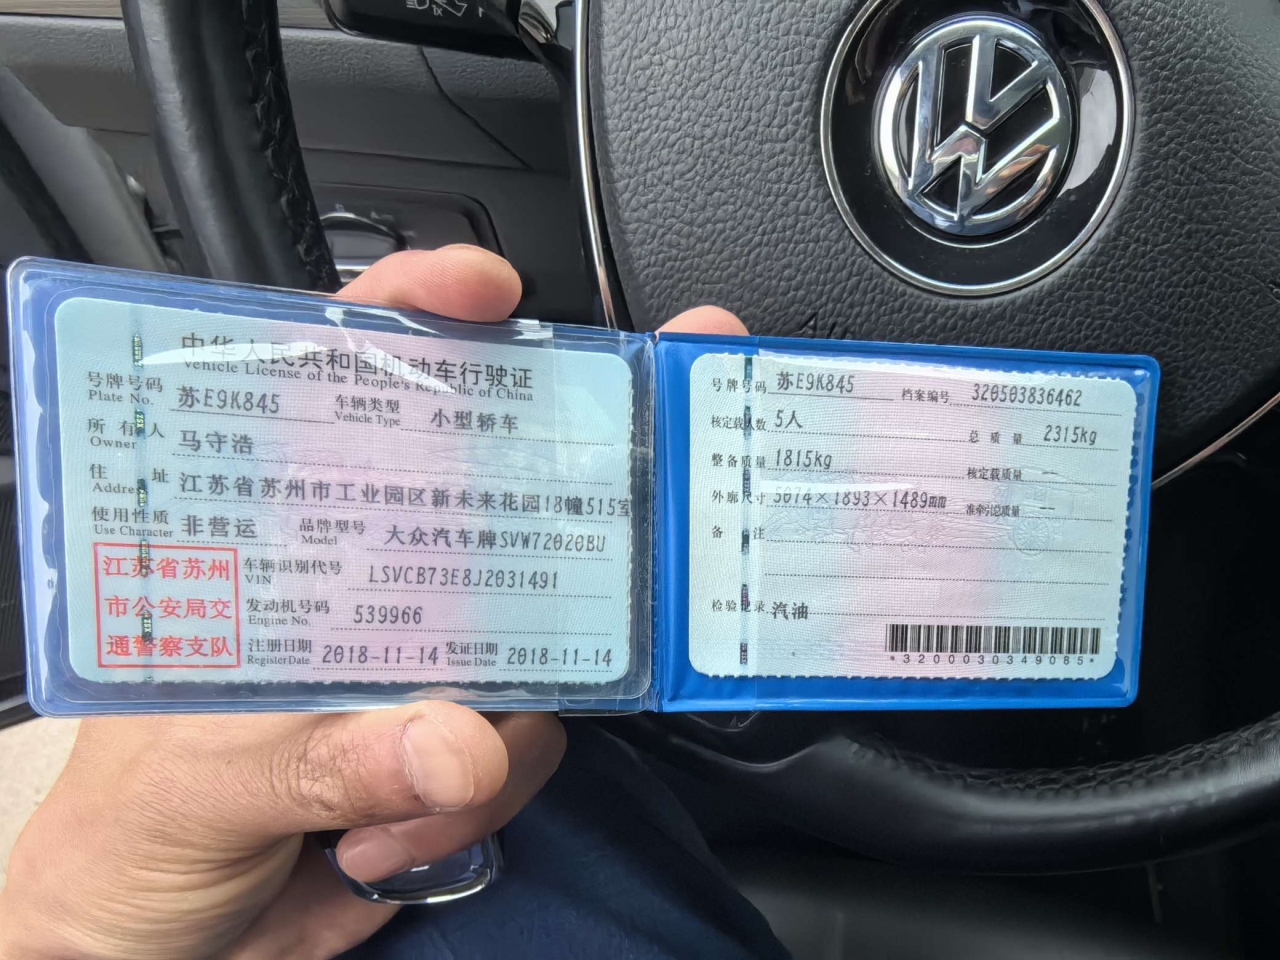 中华人民共和国机动车行驶证
Vehicle License of the People's Republic of China
号牌号码 苏E9K845 车辆类型 小型轿车
Plate No. Vehicle Type
所有人 马守浩
Owner
住址 江苏省苏州市工业园区新未来花园18幢515室
Address
使用性质 非营运 品牌型号 大众汽车牌SVW72020BU
Use Character Model
江苏省苏州
市公安局交
通警察支队
车辆识别代号 LSVCB73E8J2031491
VIN
发动机号码 539966
Engine No.
注册日期 2018-11-14 发证日期 2018-11-14
Register Date Issue Date
号牌号码 苏E9K845 档案编号 320503836462
核定载人数 5人 总质量 2315kg
整备质量 1815kg 核定载质量 --
外廓尺寸 5074×1893×1489mm 准牵引总质量 --
备注
检验记录 汽油
*3200030349085*